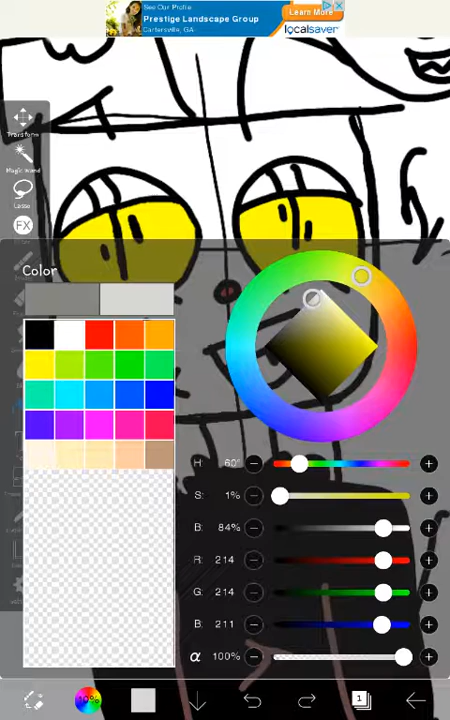 See Our Profile
Prestige Landscape Group
Cartersville, GA
Learn More
localsaver
Transform
Magic Wand
Lasso
FX
Color
H: 60°
S: 1%
B: 84%
R: 214
G: 214
B: 211
α 100%
1